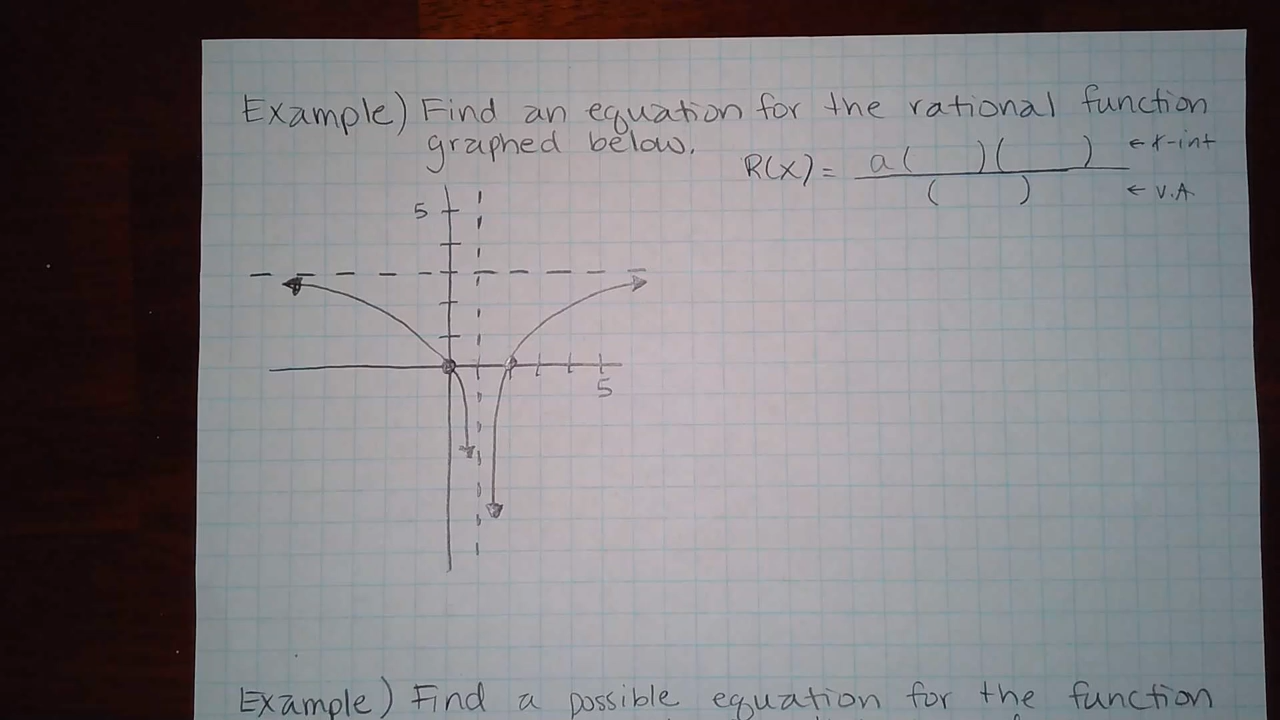 Example) Find an equation for the rational function
graphed below.
R(x) = a( )( ) ← x-int
( ) ← V.A
5
5
Example) Find a possible equation for the function